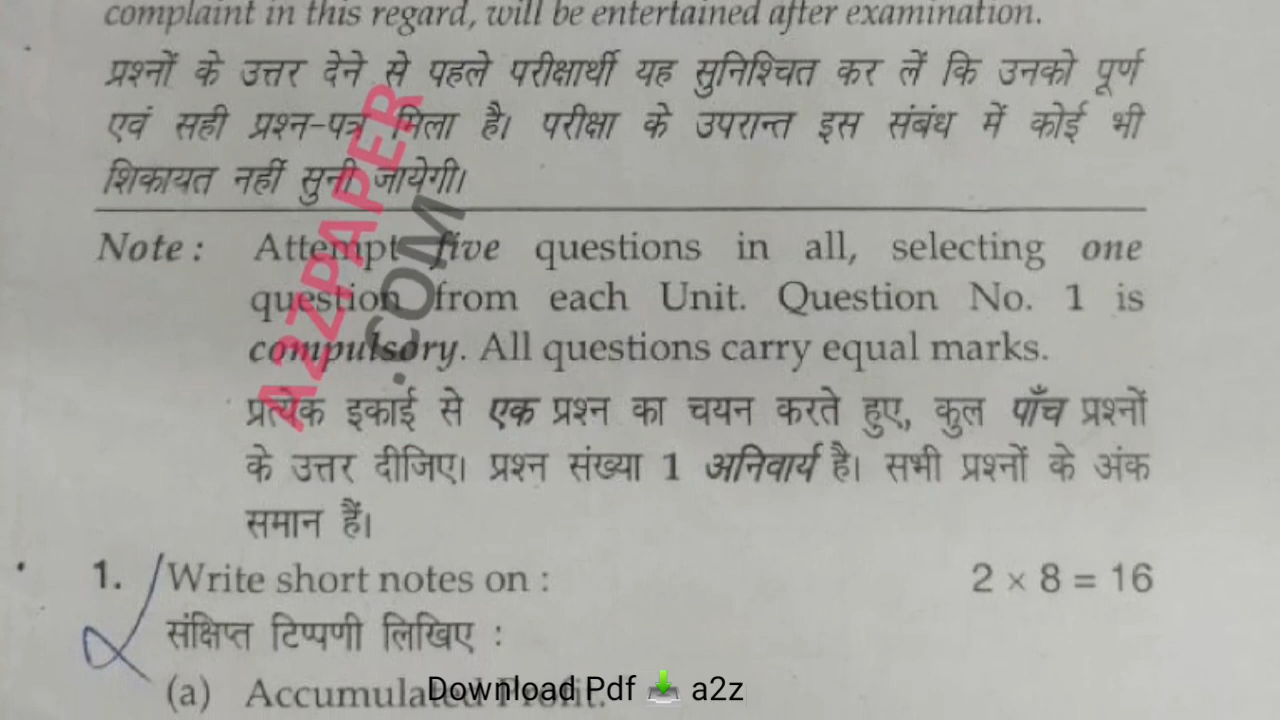 complaint in this regard, will be entertained after examination.
प्रश्नों के उत्तर देने से पहले परीक्षार्थी यह सुनिश्चित कर लें कि उनको पूर्ण
एवं सही प्रश्न-पत्र मिला है। परीक्षा के उपरान्त इस संबंध में कोई भी
शिकायत नहीं सुनी जायेगी।
A2ZPAPER
.COM
Note : Attempt five questions in all, selecting one
question from each Unit. Question No. 1 is
compulsory. All questions carry equal marks.
प्रत्येक इकाई से एक प्रश्न का चयन करते हुए, कुल पाँच प्रश्नों
के उत्तर दीजिए। प्रश्न संख्या 1 अनिवार्य है। सभी प्रश्नों के अंक
समान हैं।
1. Write short notes on : 2 × 8 = 16
संक्षिप्त टिप्पणी लिखिए :
(a) Accumulated Profit.
Download Pdf a2z